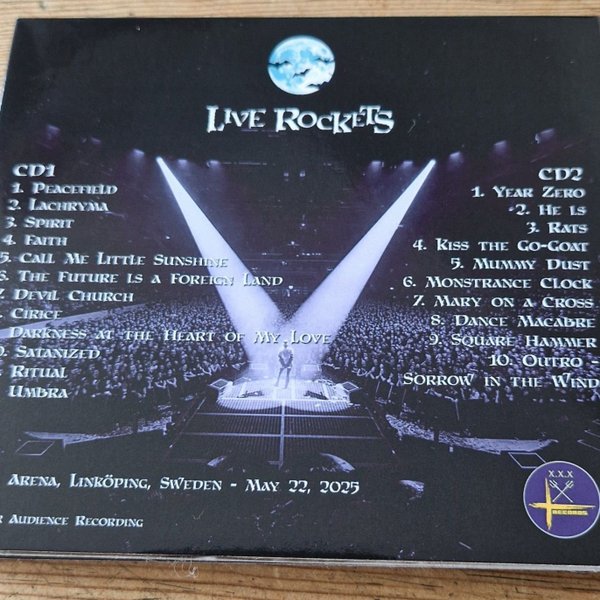 LIVE ROCKETS
CD1
1. PEACEFIELD
2. LACHRYMA
3. SPIRIT
4. FAITH
5. CALL ME LITTLE SUNSHINE
6. THE FUTURE IS A FOREIGN LAND
7. DEVIL CHURCH
CIRICE
DARKNESS AT THE HEART OF MY LOVE
SATANIZED
RITUAL
UMBRA
CD2
1. YEAR ZERO
2. HE IS
3. RATS
4. KISS THE GO-GOAT
5. MUMMY DUST
6. MONSTRANCE CLOCK
7. MARY ON A CROSS
8. DANCE MACABRE
9. SQUARE HAMMER
10. OUTRO -
SORROW IN THE WIND
ARENA, LINKÖPING, SWEDEN - MAY 22, 2025
AUDIENCE RECORDING
X.X.X
RECORDS